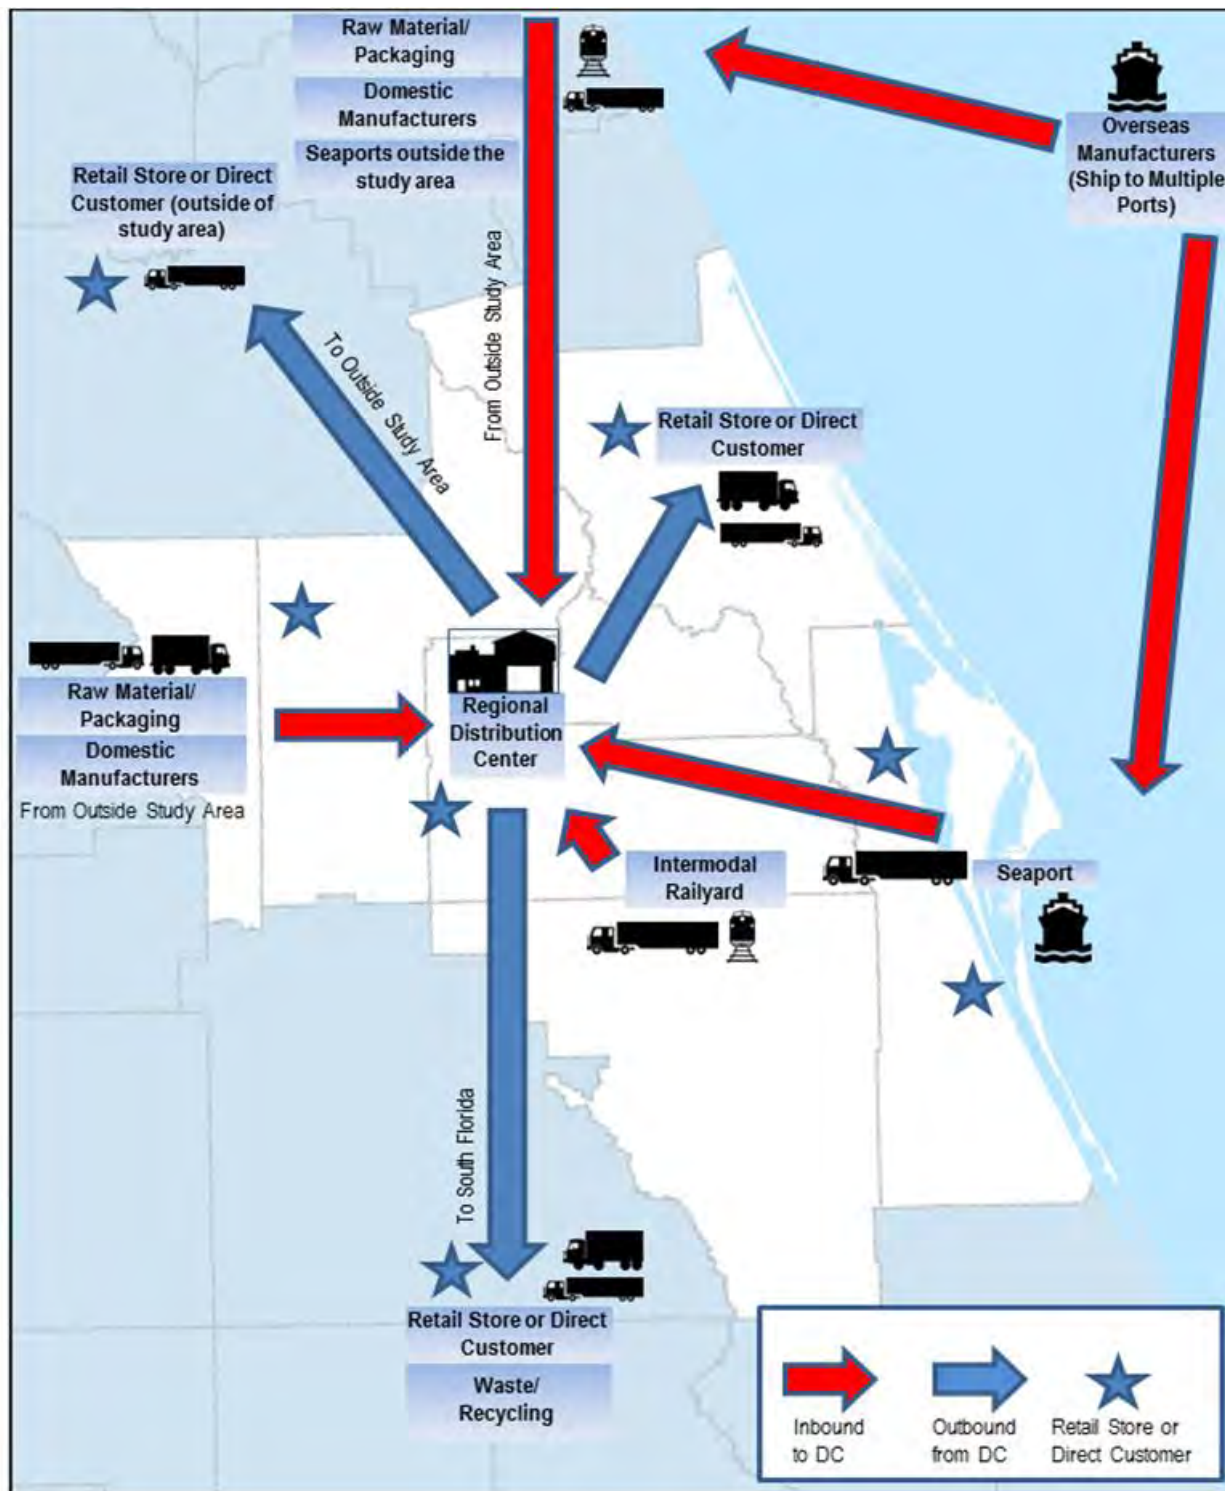 Raw Material/
Packaging
Domestic
Manufacturers
Seaports outside the
study area
Overseas
Manufacturers
(Ship to Multiple
Ports)
Retail Store or Direct
Customer (outside of
study area)
From Outside Study Area
To Outside Study Area
Retail Store or Direct
Customer
Raw Material/
Packaging
Domestic
Manufacturers
From Outside Study Area
Regional
Distribution
Center
Intermodal
Railyard
Seaport
To South Florida
Retail Store or Direct
Customer
Waste/
Recycling
Inbound
to DC
Outbound
from DC
Retail Store or
Direct Customer